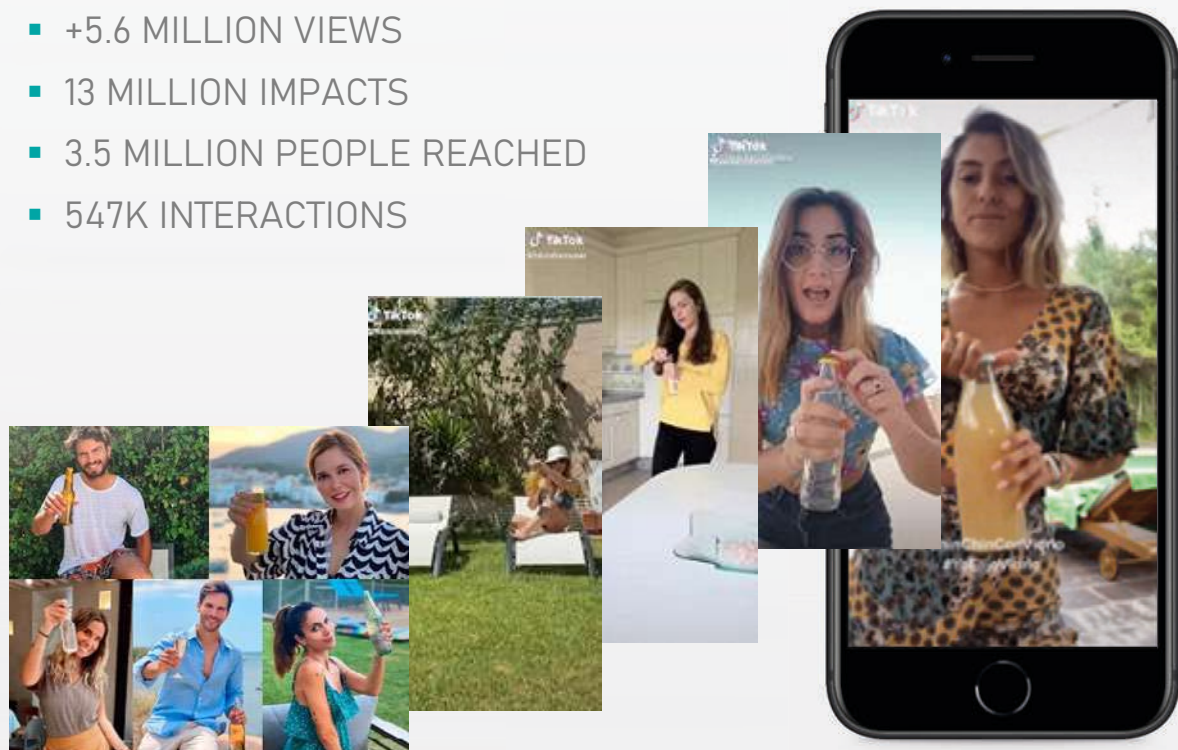 +5.6 MILLION VIEWS
13 MILLION IMPACTS
3.5 MILLION PEOPLE REACHED
547K INTERACTIONS
TikTok
TikTok
TikTok
TikTok